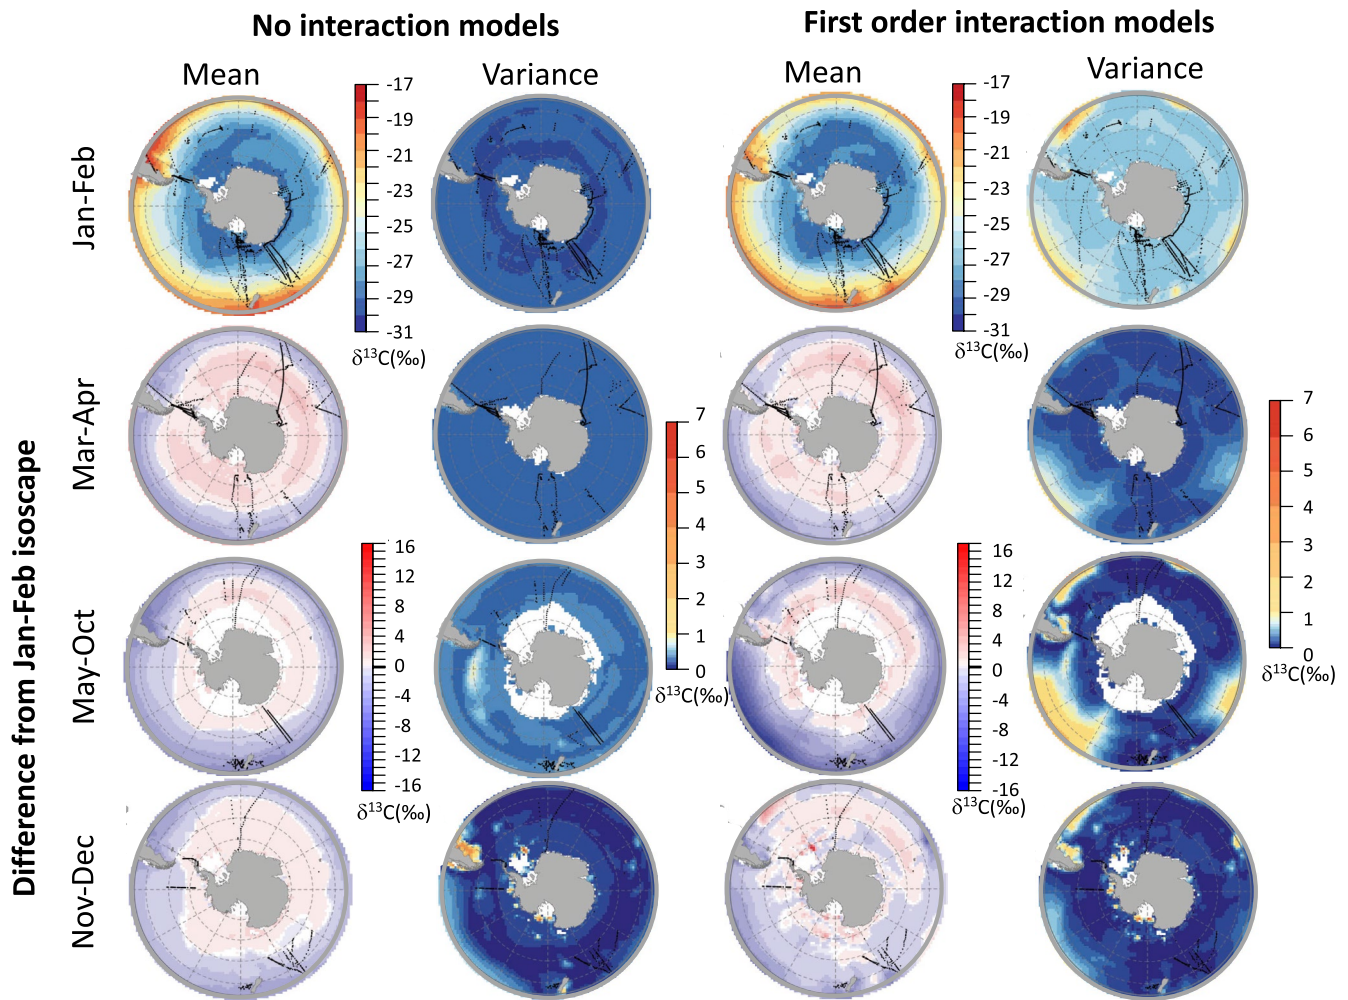 No interaction models
First order interaction models
Mean
Variance
Mean
Variance
Jan-Feb
-17
-19
-21
-23
-25
-27
-29
-31
δ13C(‰)
-17
-19
-21
-23
-25
-27
-29
-31
δ13C(‰)
Difference from Jan-Feb isoscape
Mar-Apr
7
6
5
4
3
2
1
0
δ13C(‰)
7
6
5
4
3
2
1
0
δ13C(‰)
May-Oct
16
12
8
4
0
-4
-8
-12
-16
δ13C(‰)
16
12
8
4
0
-4
-8
-12
-16
δ13C(‰)
Nov-Dec